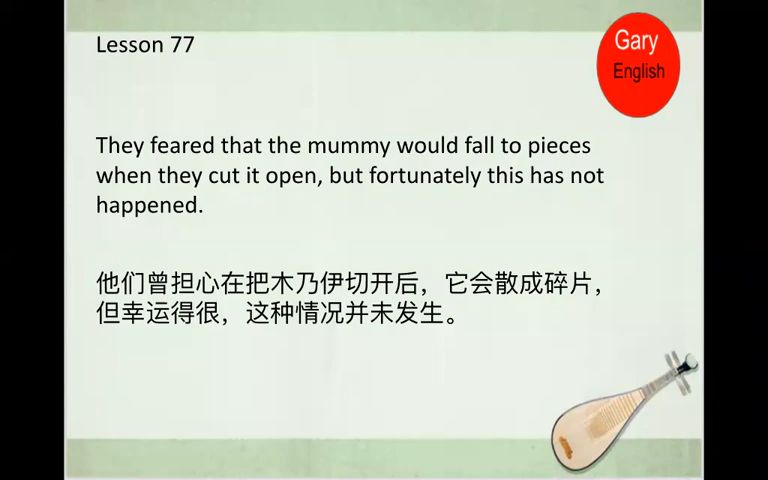 Lesson 77
Gary
English
They feared that the mummy would fall to pieces
when they cut it open, but fortunately this has not
happened.
他们曾担心在把木乃伊切开后，它会散成碎片，
但幸运得很，这种情况并未发生。